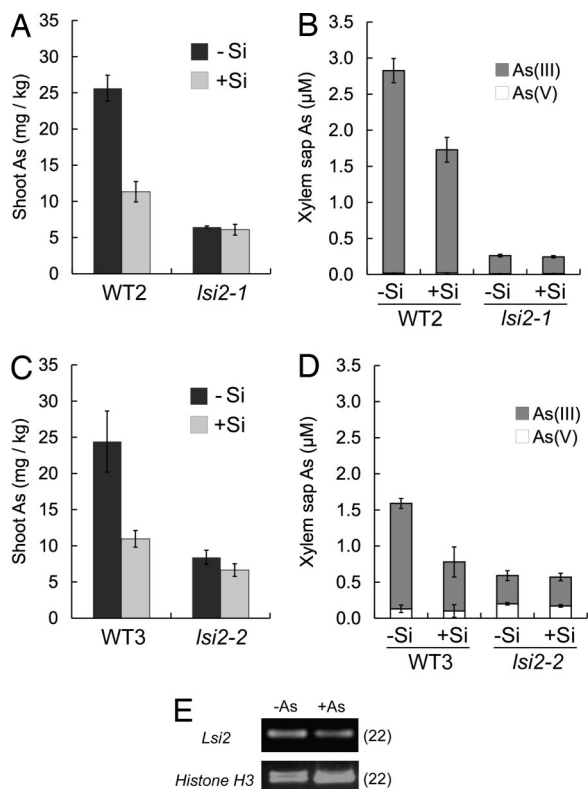 A
Shoot As (mg / kg)
35
30
25
20
15
10
5
0
- Si
+Si
WT2
lsi2-1
B
Xylem sap As (µM)
3.5
3.0
2.5
2.0
1.5
1.0
0.5
0.0
As(III)
As(V)
-Si +Si -Si +Si
WT2 lsi2-1
C
Shoot As (mg / kg)
35
30
25
20
15
10
5
0
- Si
+Si
WT3
lsi2-2
D
Xylem sap As (µM)
3.5
3.0
2.5
2.0
1.5
1.0
0.5
0.0
As(III)
As(V)
-Si +Si -Si +Si
WT3 lsi2-2
E
-As +As
Lsi2 (22)
Histone H3 (22)